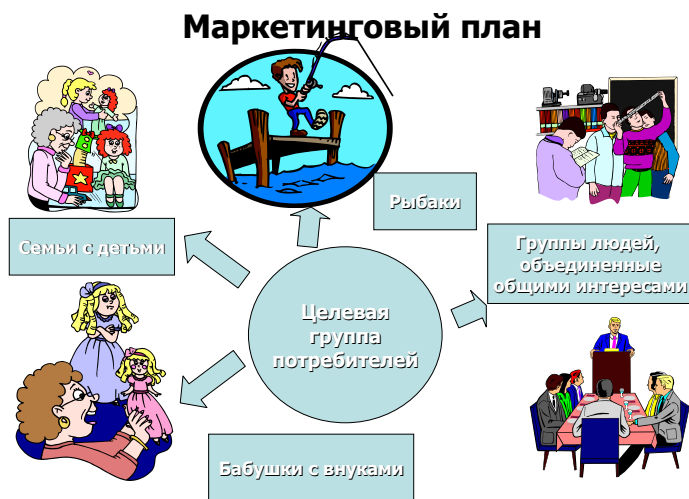 Маркетинговый план
Рыбаки
Семьи с детьми
Группы людей,
объединенные
общими интересами
Целевая
группа
потребителей
Бабушки с внуками